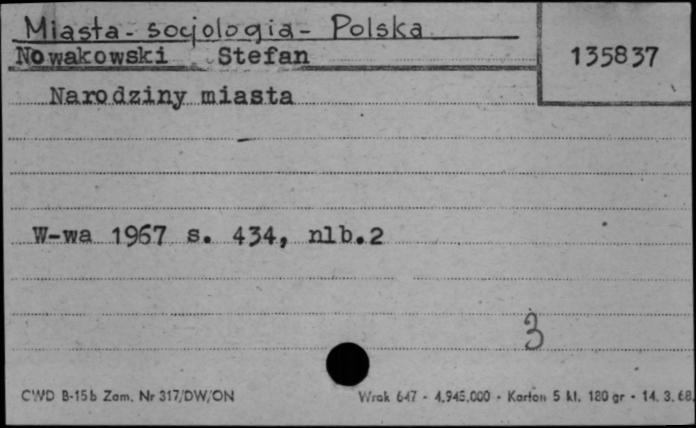 Miasta - socjologia - Polska
Nowakowski Stefan
135837
Narodziny miasta
W-wa 1967 s. 434, nlb.2
3
CWD B-15b Zam. Nr 317/DW/ON
Wrak 647 - 4.945.000 - Karton 5 kl. 180 gr - 14. 3. 68.